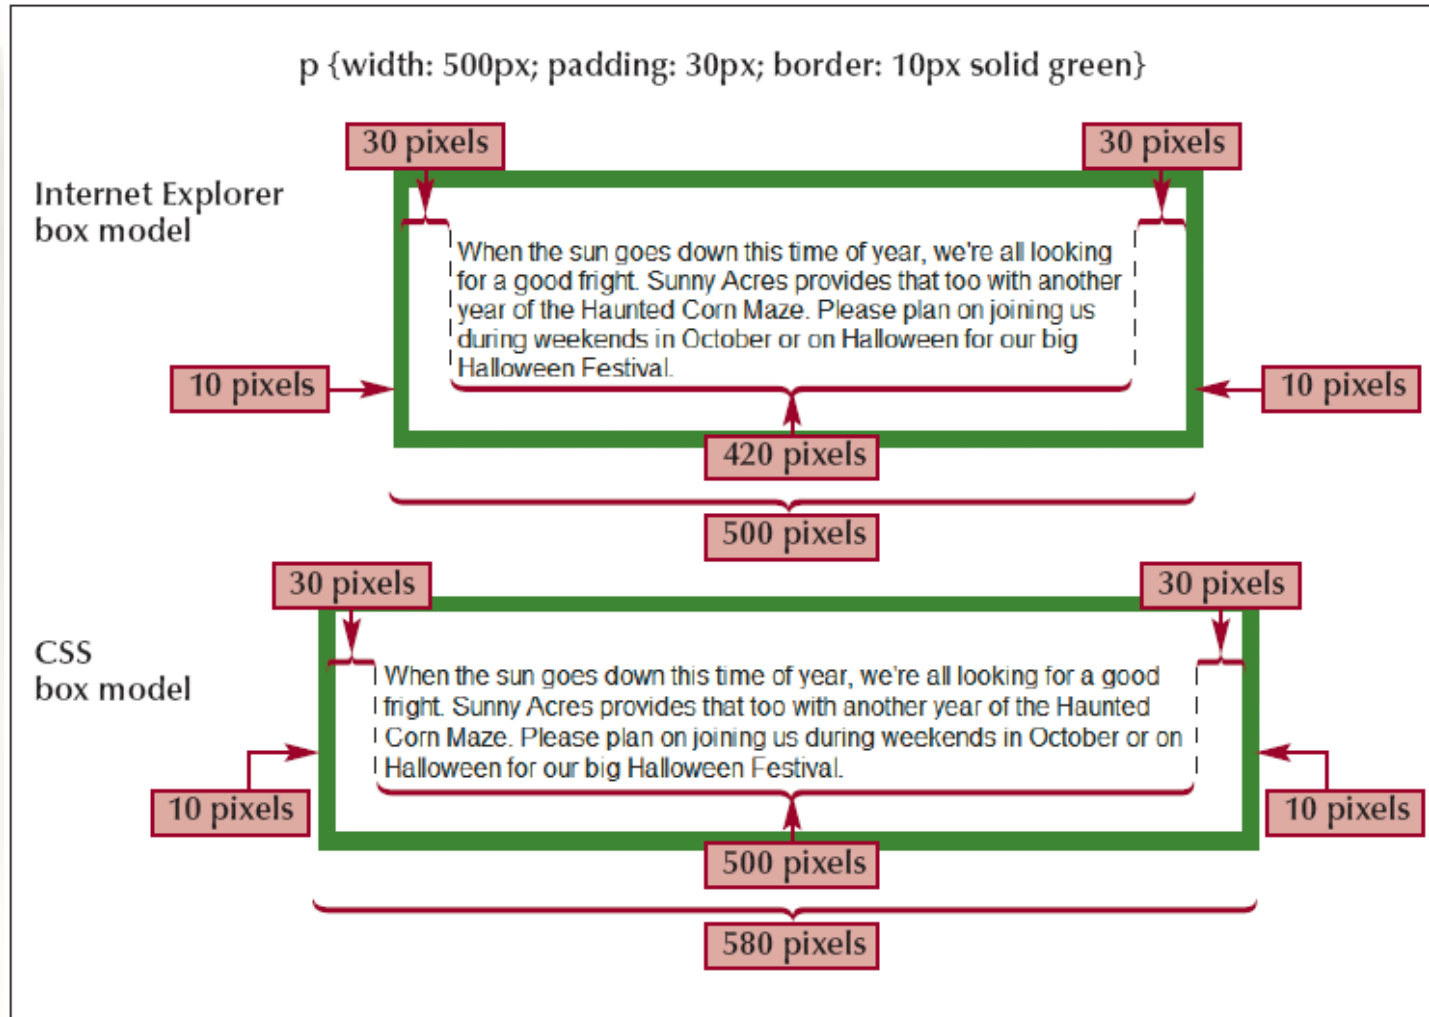 p {width: 500px; padding: 30px; border: 10px solid green}
30 pixels
30 pixels
Internet Explorer
box model
When the sun goes down this time of year, we're all looking
for a good fright. Sunny Acres provides that too with another
year of the Haunted Corn Maze. Please plan on joining us
during weekends in October or on Halloween for our big
Halloween Festival.
10 pixels
10 pixels
420 pixels
500 pixels
30 pixels
30 pixels
CSS
box model
When the sun goes down this time of year, we're all looking for a good
fright. Sunny Acres provides that too with another year of the Haunted
Corn Maze. Please plan on joining us during weekends in October or on
Halloween for our big Halloween Festival.
10 pixels
10 pixels
500 pixels
580 pixels